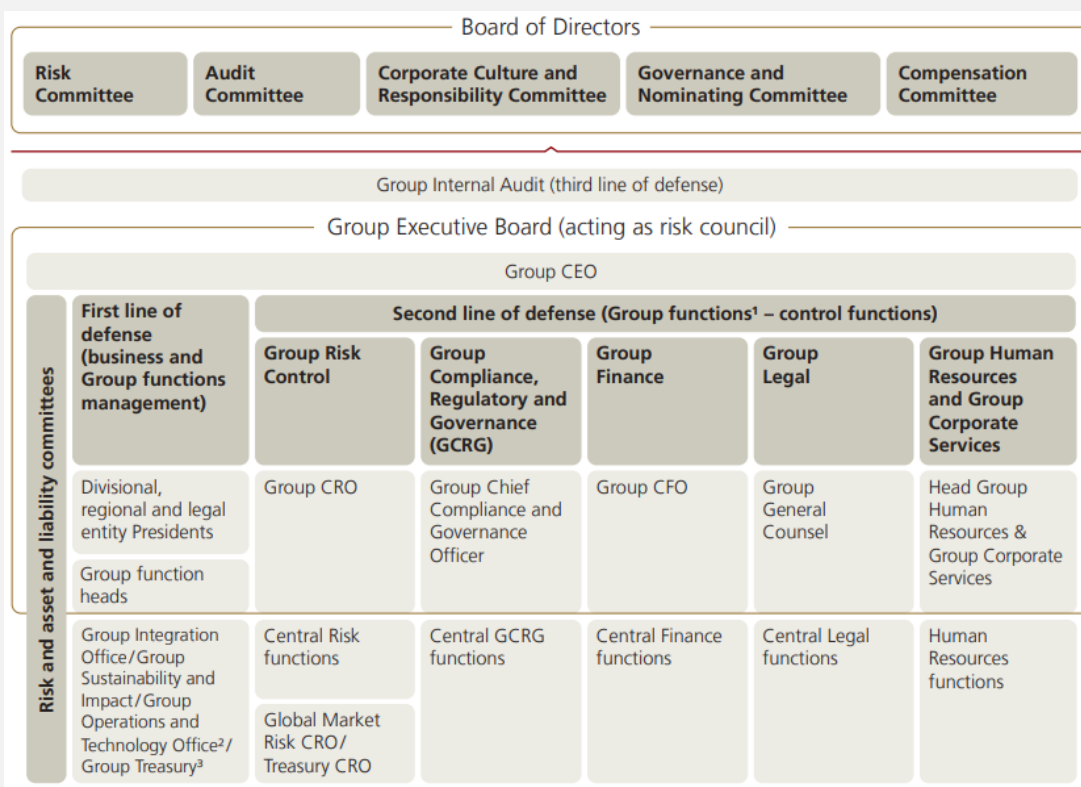 Board of Directors
Risk
Committee
Audit
Committee
Corporate Culture and
Responsibility Committee
Governance and
Nominating Committee
Compensation
Committee
Group Internal Audit (third line of defense)
Group Executive Board (acting as risk council)
Group CEO
Risk and asset and liability committees
First line of
defense
(business and
Group functions
management)
Second line of defense (Group functions¹ – control functions)
Group Risk
Control
Group
Compliance,
Regulatory and
Governance
(GCRG)
Group
Finance
Group
Legal
Group Human
Resources
and Group
Corporate
Services
Divisional,
regional and legal
entity Presidents
Group function
heads
Group CRO
Group Chief
Compliance and
Governance
Officer
Group CFO
Group
General
Counsel
Head Group
Human
Resources &
Group Corporate
Services
Group Integration
Office/Group
Sustainability and
Impact/Group
Operations and
Technology Office²/
Group Treasury³
Central Risk
functions
Global Market
Risk CRO/
Treasury CRO
Central GCRG
functions
Central Finance
functions
Central Legal
functions
Human
Resources
functions